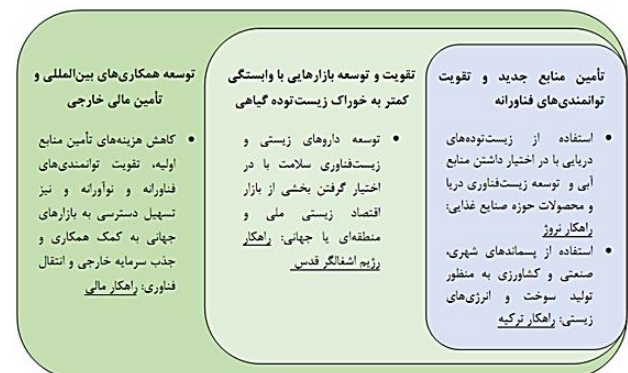 تأمین منابع جدید و تقویت
توانمندی‌های فناورانه
• استفاده از زیست‌توده‌های
دریایی با در اختیار داشتن منابع
آبی و توسعه زیست‌فناوری دریا
و محصولات حوزه صنایع غذایی:
راهکار نروژ
• استفاده از پسماندهای شهری،
صنعتی و کشاورزی به منظور
تولید سوخت و انرژی‌های
زیستی: راهکار ترکیه
تقویت و توسعه بازارهایی با وابستگی
کمتر به خوراک زیست‌توده گیاهی
• توسعه داروهای زیستی و
زیست‌فناوری سلامت با در
اختیار گرفتن بخشی از بازار
اقتصاد زیستی ملی و
منطقه‌ای یا جهانی: راهکار
رژیم اشغالگر قدس
توسعه همکاری‌های بین‌المللی و
تأمین مالی خارجی
• کاهش هزینه‌های تأمین منابع
اولیه، تقویت توانمندی‌های
فناورانه و نوآورانه و نیز
تسهیل دسترسی به بازارهای
جهانی به کمک همکاری و
جذب سرمایه خارجی و انتقال
فناوری: راهکار مالی